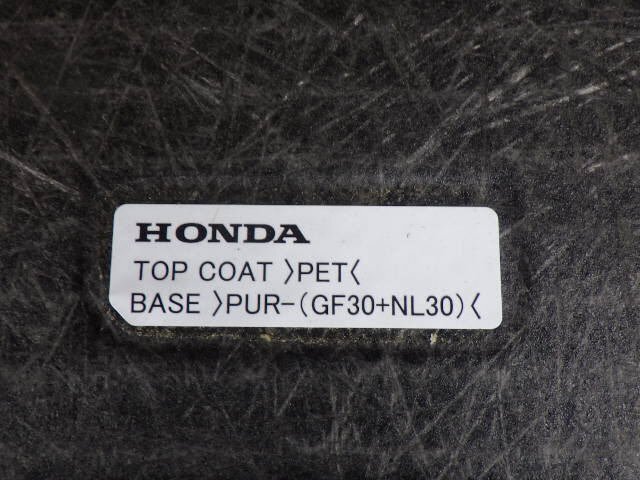 HONDA
TOP COAT 〉PET〈
BASE 〉PUR-(GF30+NL30)〈